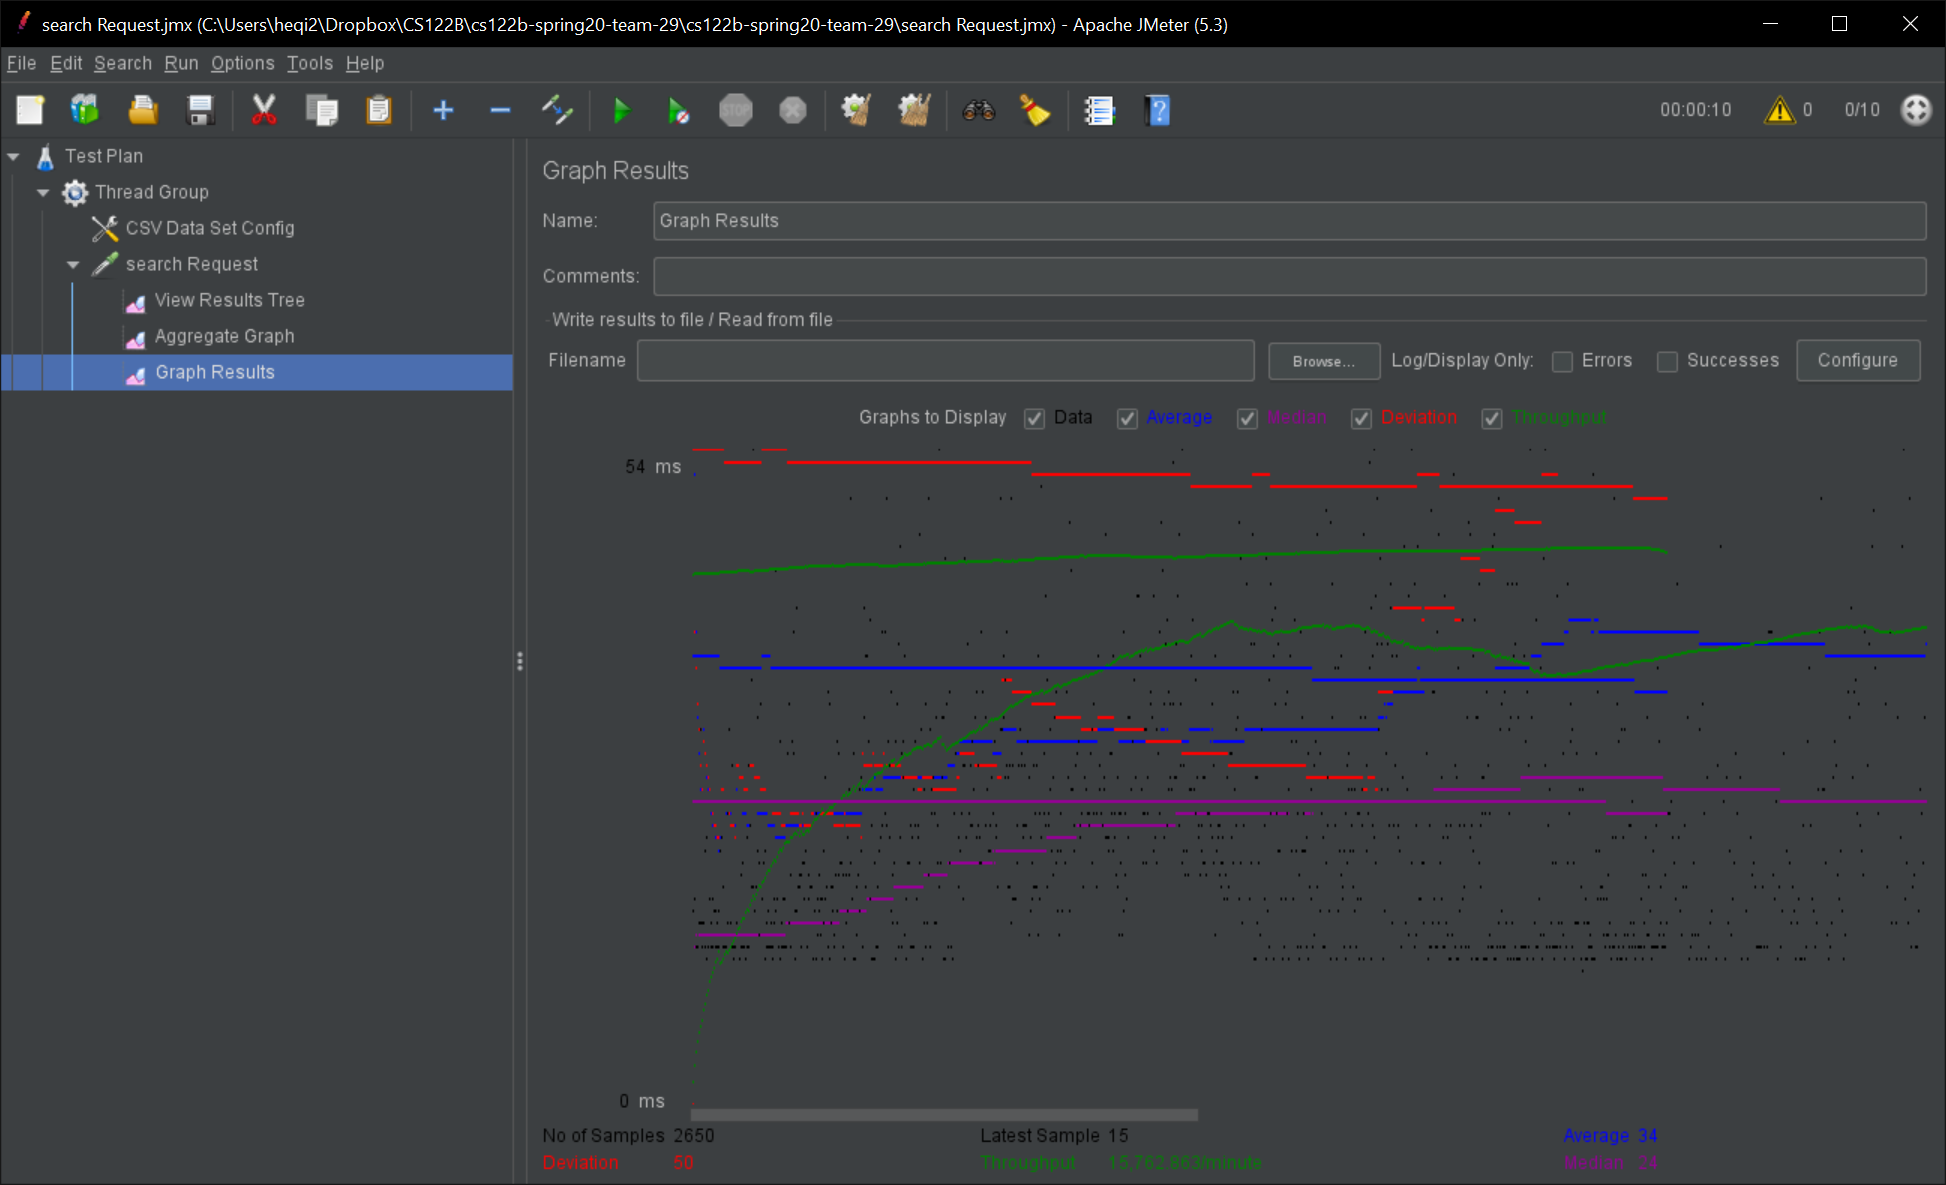 search Request.jmx (C:\Users\heqi2\Dropbox\CS122B\cs122b-spring20-team-29\cs122b-spring20-team-29\search Request.jmx) - Apache JMeter (5.3)
File Edit Search Run Options Tools Help
STOP 00:00:10 0 0/10
Test Plan
Thread Group
CSV Data Set Config
search Request
View Results Tree
Aggregate Graph
Graph Results
Graph Results
Name: Graph Results
Comments:
Write results to file / Read from file
Filename Browse... Log/Display Only: Errors Successes Configure
Graphs to Display Data Average Median Deviation Throughput
54 ms
0 ms
No of Samples 2650 Latest Sample 15 Average 34
Deviation 50 Throughput 15,762.863/minute Median 24